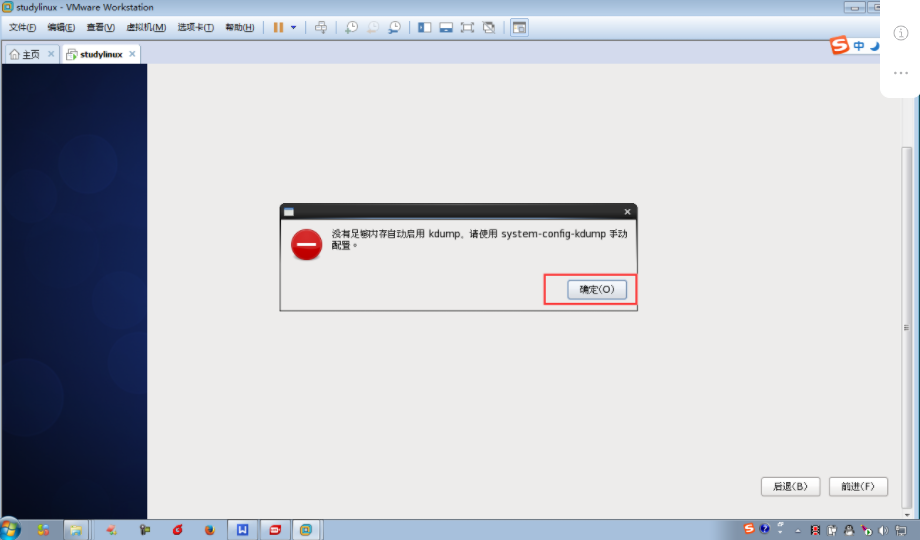 studylinux - VMware Workstation
文件(F) 编辑(E) 查看(V) 虚拟机(M) 选项卡(T) 帮助(H)
主页 studylinux
中
没有足够内存自动启用 kdump，请使用 system-config-kdump 手动
配置。
确定(O)
后退(B) 前进(F)